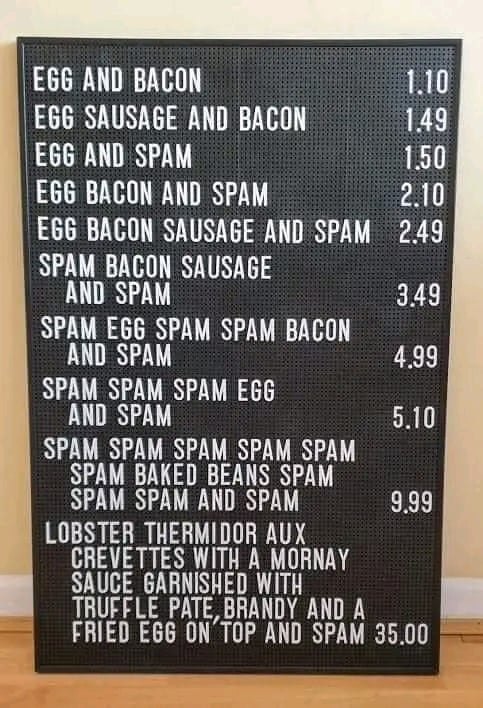 EGG AND BACON 1.10
EGG SAUSAGE AND BACON 1.49
EGG AND SPAM 1.50
EGG BACON AND SPAM 2.10
EGG BACON SAUSAGE AND SPAM 2.49
SPAM BACON SAUSAGE
AND SPAM 3.49
SPAM EGG SPAM SPAM BACON
AND SPAM 4.99
SPAM SPAM SPAM EGG
AND SPAM 5.10
SPAM SPAM SPAM SPAM SPAM
SPAM BAKED BEANS SPAM
SPAM SPAM AND SPAM 9.99
LOBSTER THERMIDOR AUX
CREVETTES WITH A MORNAY
SAUCE GARNISHED WITH
TRUFFLE PATE, BRANDY AND A
FRIED EGG ON TOP AND SPAM 35.00